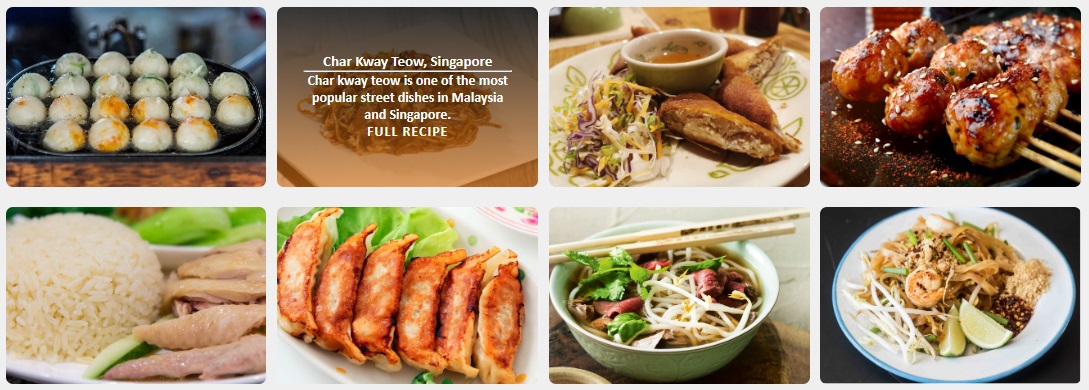 Char Kway Teow, Singapore
Char kway teow is one of the most
popular street dishes in Malaysia
and Singapore.
FULL RECIPE